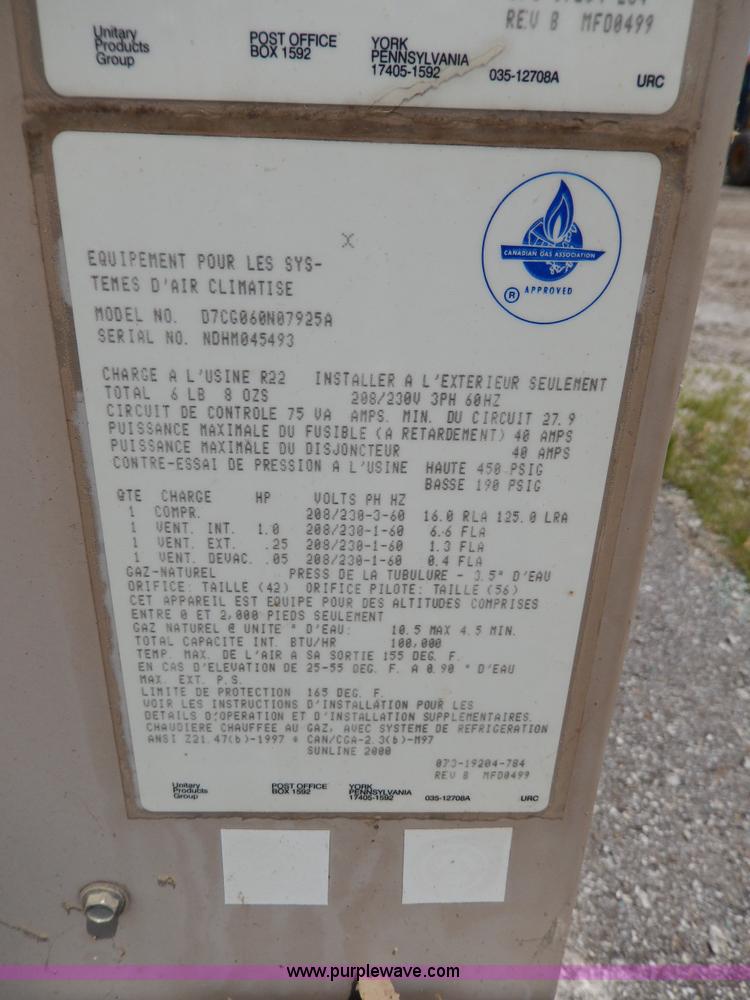 REV B MFD0499
Unitary Products Group POST OFFICE BOX 1592 YORK PENNSYLVANIA 17405-1592 035-12708A URC
CANADIAN GAS ASSOCIATION
® APPROVED
X
EQUIPEMENT POUR LES SYS-
TEMES D'AIR CLIMATISE
MODEL NO. D7CG060N07925A
SERIAL NO. NDHM045493
CHARGE A L'USINE R22 INSTALLER A L'EXTERIEUR SEULEMENT
TOTAL 6 LB 8 OZS 208/230V 3PH 60HZ
CIRCUIT DE CONTROLE 75 VA AMPS. MIN. DU CIRCUIT 27.9
PUISSANCE MAXIMALE DU FUSIBLE (A RETARDEMENT) 40 AMPS
PUISSANCE MAXIMALE DU DISJONCTEUR 40 AMPS
CONTRE-ESSAI DE PRESSION A L'USINE HAUTE 450 PSIG
BASSE 190 PSIG
QTE CHARGE HP VOLTS PH HZ
1 COMPR. 208/230-3-60 16.0 RLA 125.0 LRA
1 VENT. INT. 1.0 208/230-1-60 6.6 FLA
1 VENT. EXT. .25 208/230-1-60 1.3 FLA
1 VENT. DEVAC. .05 208/230-1-60 0.4 FLA
GAZ-NATUREL PRESS DE LA TUBULURE - 3.5" D'EAU
ORIFICE: TAILLE (42) ORIFICE PILOTE: TAILLE (56)
CET APPAREIL EST EQUIPE POUR DES ALTITUDES COMPRISES
ENTRE 0 ET 2,000 PIEDS SEULEMENT
GAZ NATUREL @ UNITE " D'EAU: 10.5 MAX 4.5 MIN.
TOTAL CAPACITE INT. BTU/HR 100,000
TEMP. MAX. DE L'AIR A SA SORTIE 155 DEG. F.
EN CAS D'ELEVATION DE 25-55 DEG. F. A 0.90 " D'EAU
MAX. EXT. P.S.
LIMITE DE PROTECTION 165 DEG. F.
VOIR LES INSTRUCTIONS D'INSTALLATION POUR LES
DETAILS D'OPERATION ET D'INSTALLATION SUPPLEMENTAIRES.
CHAUDIERE CHAUFFEE AU GAZ, AVEC SYSTEME DE REFRIGERATION
ANSI Z21.47(b)-1997 * CAN/CGA-2.3(b)-M97
SUNLINE 2000
073-19204-784
REV B MFD0499
Unitary Products Group POST OFFICE BOX 1592 YORK PENNSYLVANIA 17405-1592 035-12708A URC
www.purplewave.com